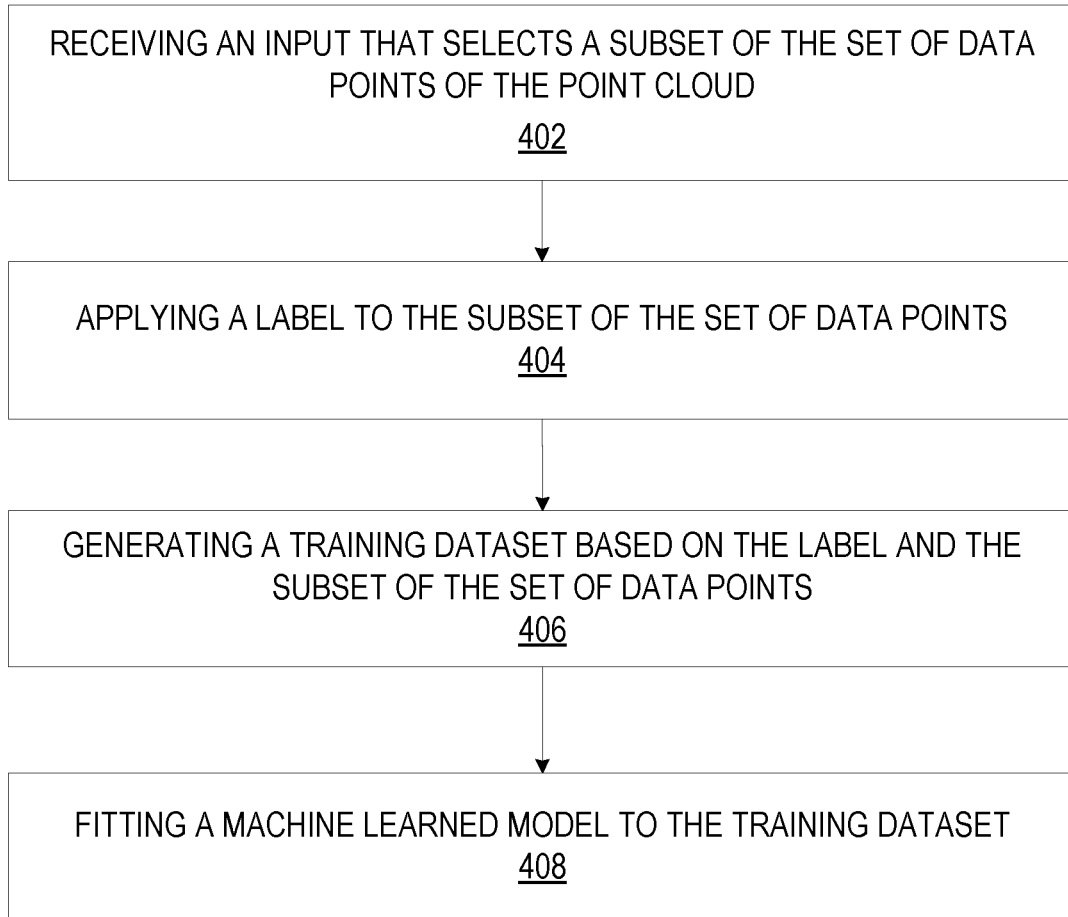 RECEIVING AN INPUT THAT SELECTS A SUBSET OF THE SET OF DATA
POINTS OF THE POINT CLOUD
402
APPLYING A LABEL TO THE SUBSET OF THE SET OF DATA POINTS
404
GENERATING A TRAINING DATASET BASED ON THE LABEL AND THE
SUBSET OF THE SET OF DATA POINTS
406
FITTING A MACHINE LEARNED MODEL TO THE TRAINING DATASET
408